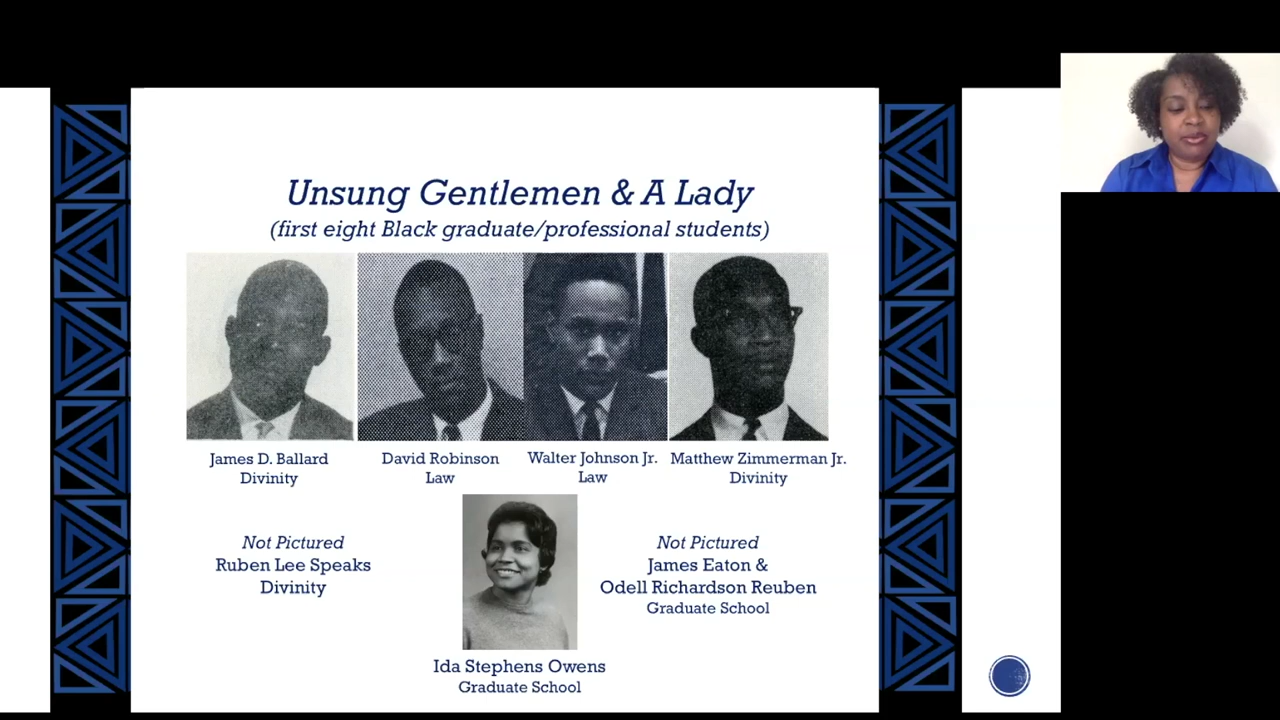 Unsung Gentlemen & A Lady
(first eight Black graduate/professional students)
James D. Ballard
Divinity
David Robinson
Law
Walter Johnson Jr.
Law
Matthew Zimmerman Jr.
Divinity
Not Pictured
Ruben Lee Speaks
Divinity
Not Pictured
James Eaton &
Odell Richardson Reuben
Graduate School
Ida Stephens Owens
Graduate School